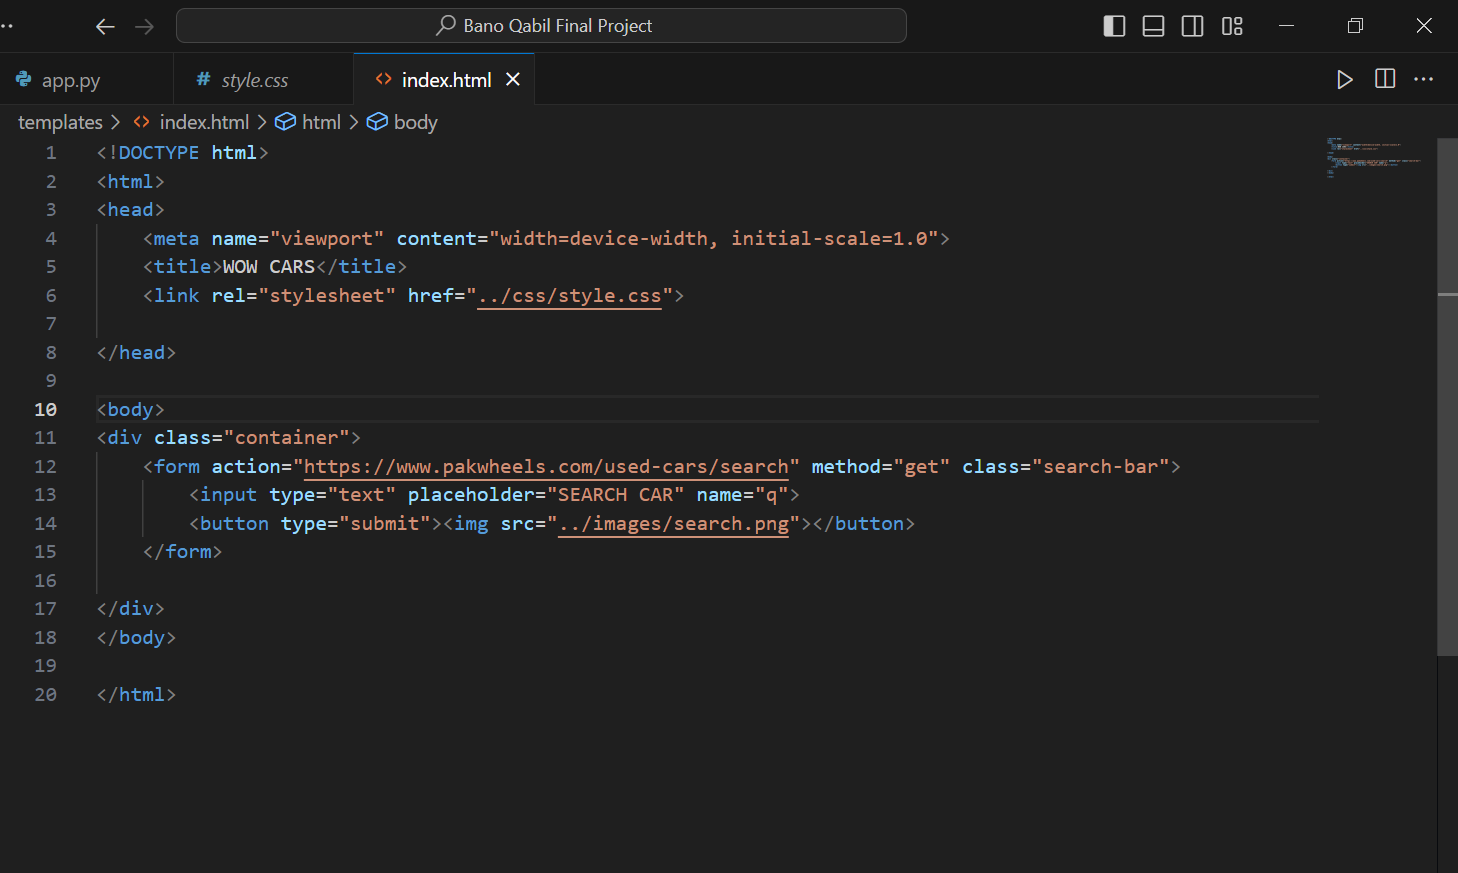 Bano Qabil Final Project
app.py
# style.css
<> index.html
templates > <> index.html > html > body
1 <!DOCTYPE html>
2 <html>
3 <head>
4     <meta name="viewport" content="width=device-width, initial-scale=1.0">
5     <title>WOW CARS</title>
6     <link rel="stylesheet" href="../css/style.css">
7
8 </head>
9
10 <body>
11 <div class="container">
12     <form action="https://www.pakwheels.com/used-cars/search" method="get" class="search-bar">
13         <input type="text" placeholder="SEARCH CAR" name="q">
14         <button type="submit"><img src="../images/search.png"></button>
15     </form>
16
17 </div>
18 </body>
19
20 </html>